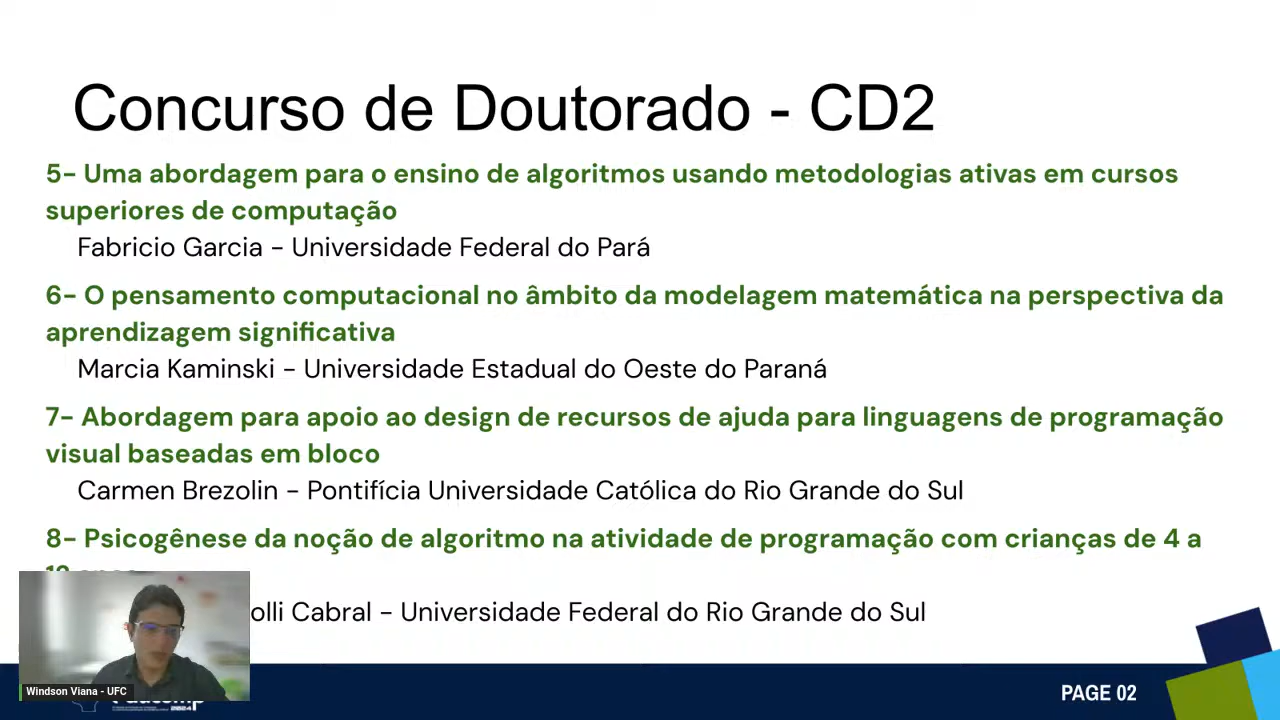 Concurso de Doutorado - CD2
5- Uma abordagem para o ensino de algoritmos usando metodologias ativas em cursos
superiores de computação
Fabricio Garcia - Universidade Federal do Pará
6- O pensamento computacional no âmbito da modelagem matemática na perspectiva da
aprendizagem significativa
Marcia Kaminski - Universidade Estadual do Oeste do Paraná
7- Abordagem para apoio ao design de recursos de ajuda para linguagens de programação
visual baseadas em bloco
Carmen Brezolin - Pontifícia Universidade Católica do Rio Grande do Sul
8- Psicogênese da noção de algoritmo na atividade de programação com crianças de 4 a
olli Cabral - Universidade Federal do Rio Grande do Sul
Windson Viana - UFC
2024
PAGE 02